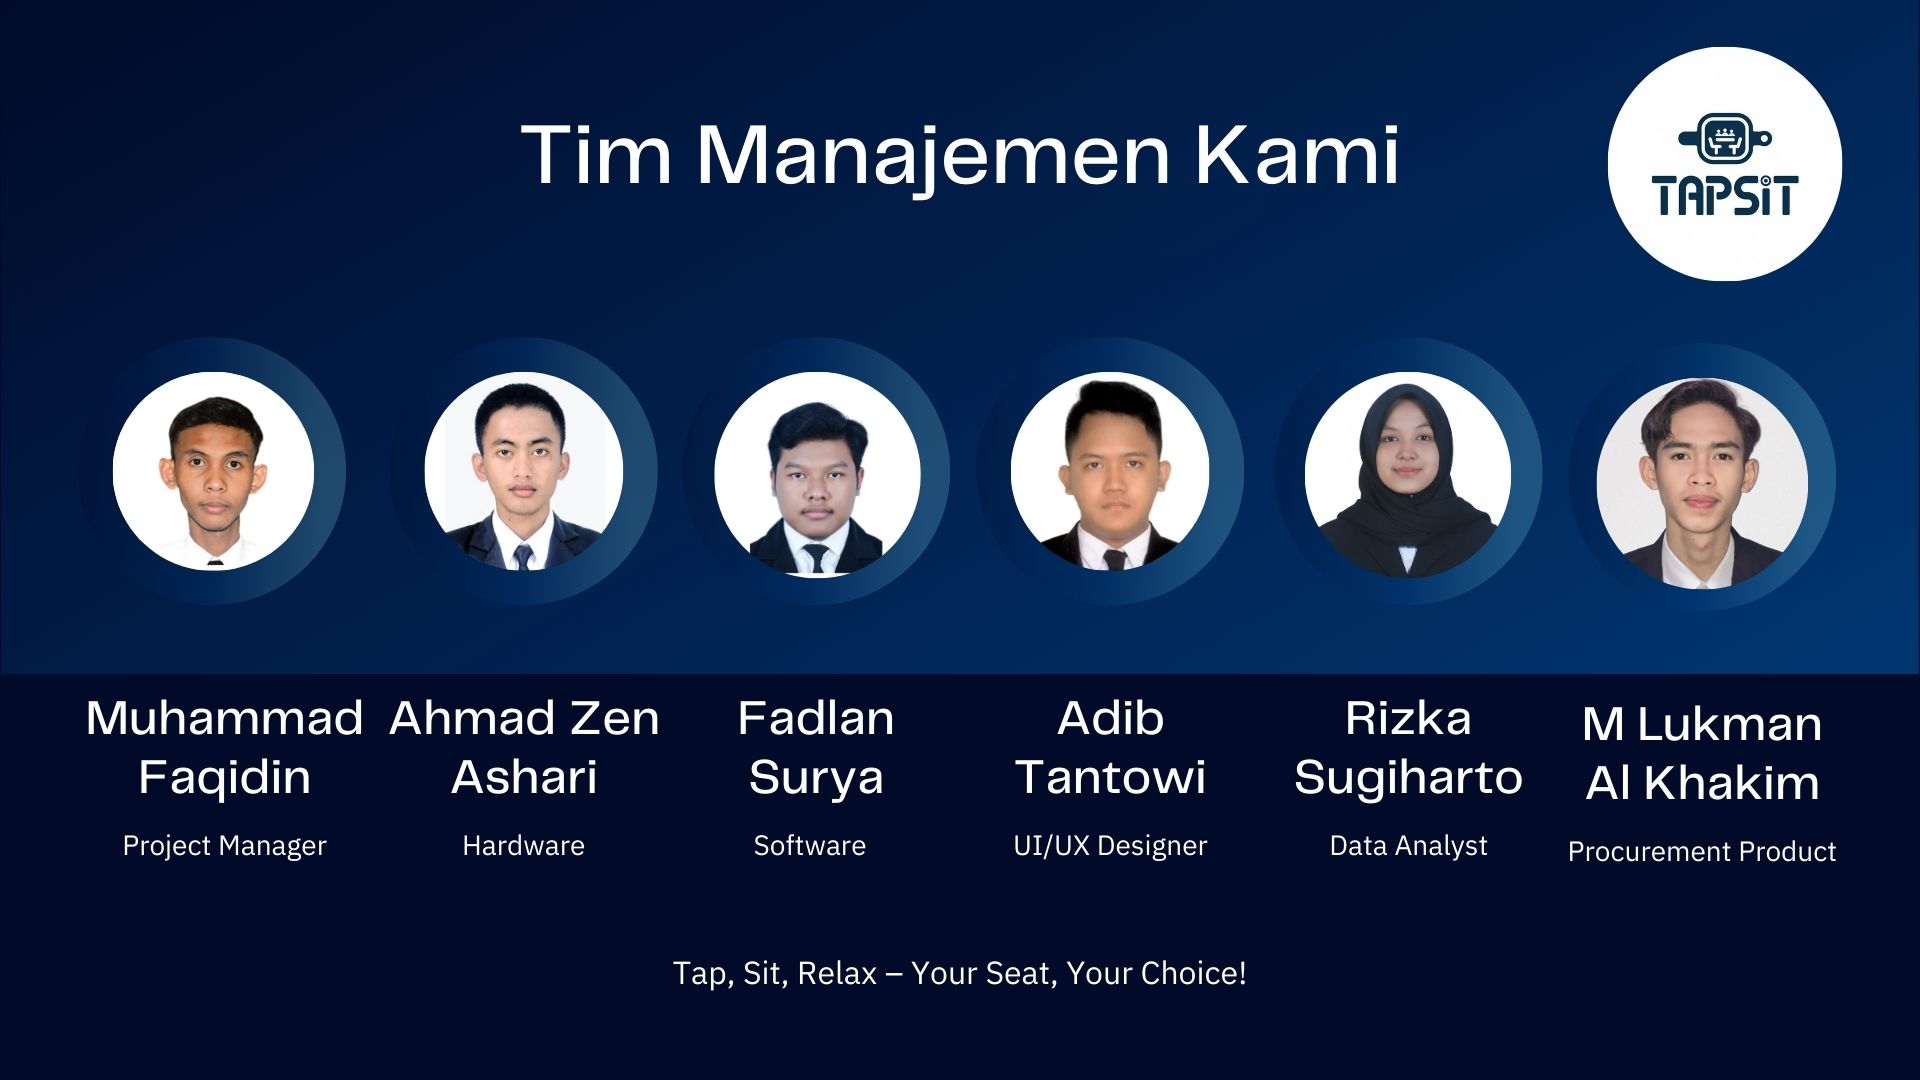 Tim Manajemen Kami
TAPSiT
Muhammad
Faqidin
Project Manager
Ahmad Zen
Ashari
Hardware
Fadlan
Surya
Software
Adib
Tantowi
UI/UX Designer
Rizka
Sugiharto
Data Analyst
M Lukman
Al Khakim
Procurement Product
Tap, Sit, Relax – Your Seat, Your Choice!